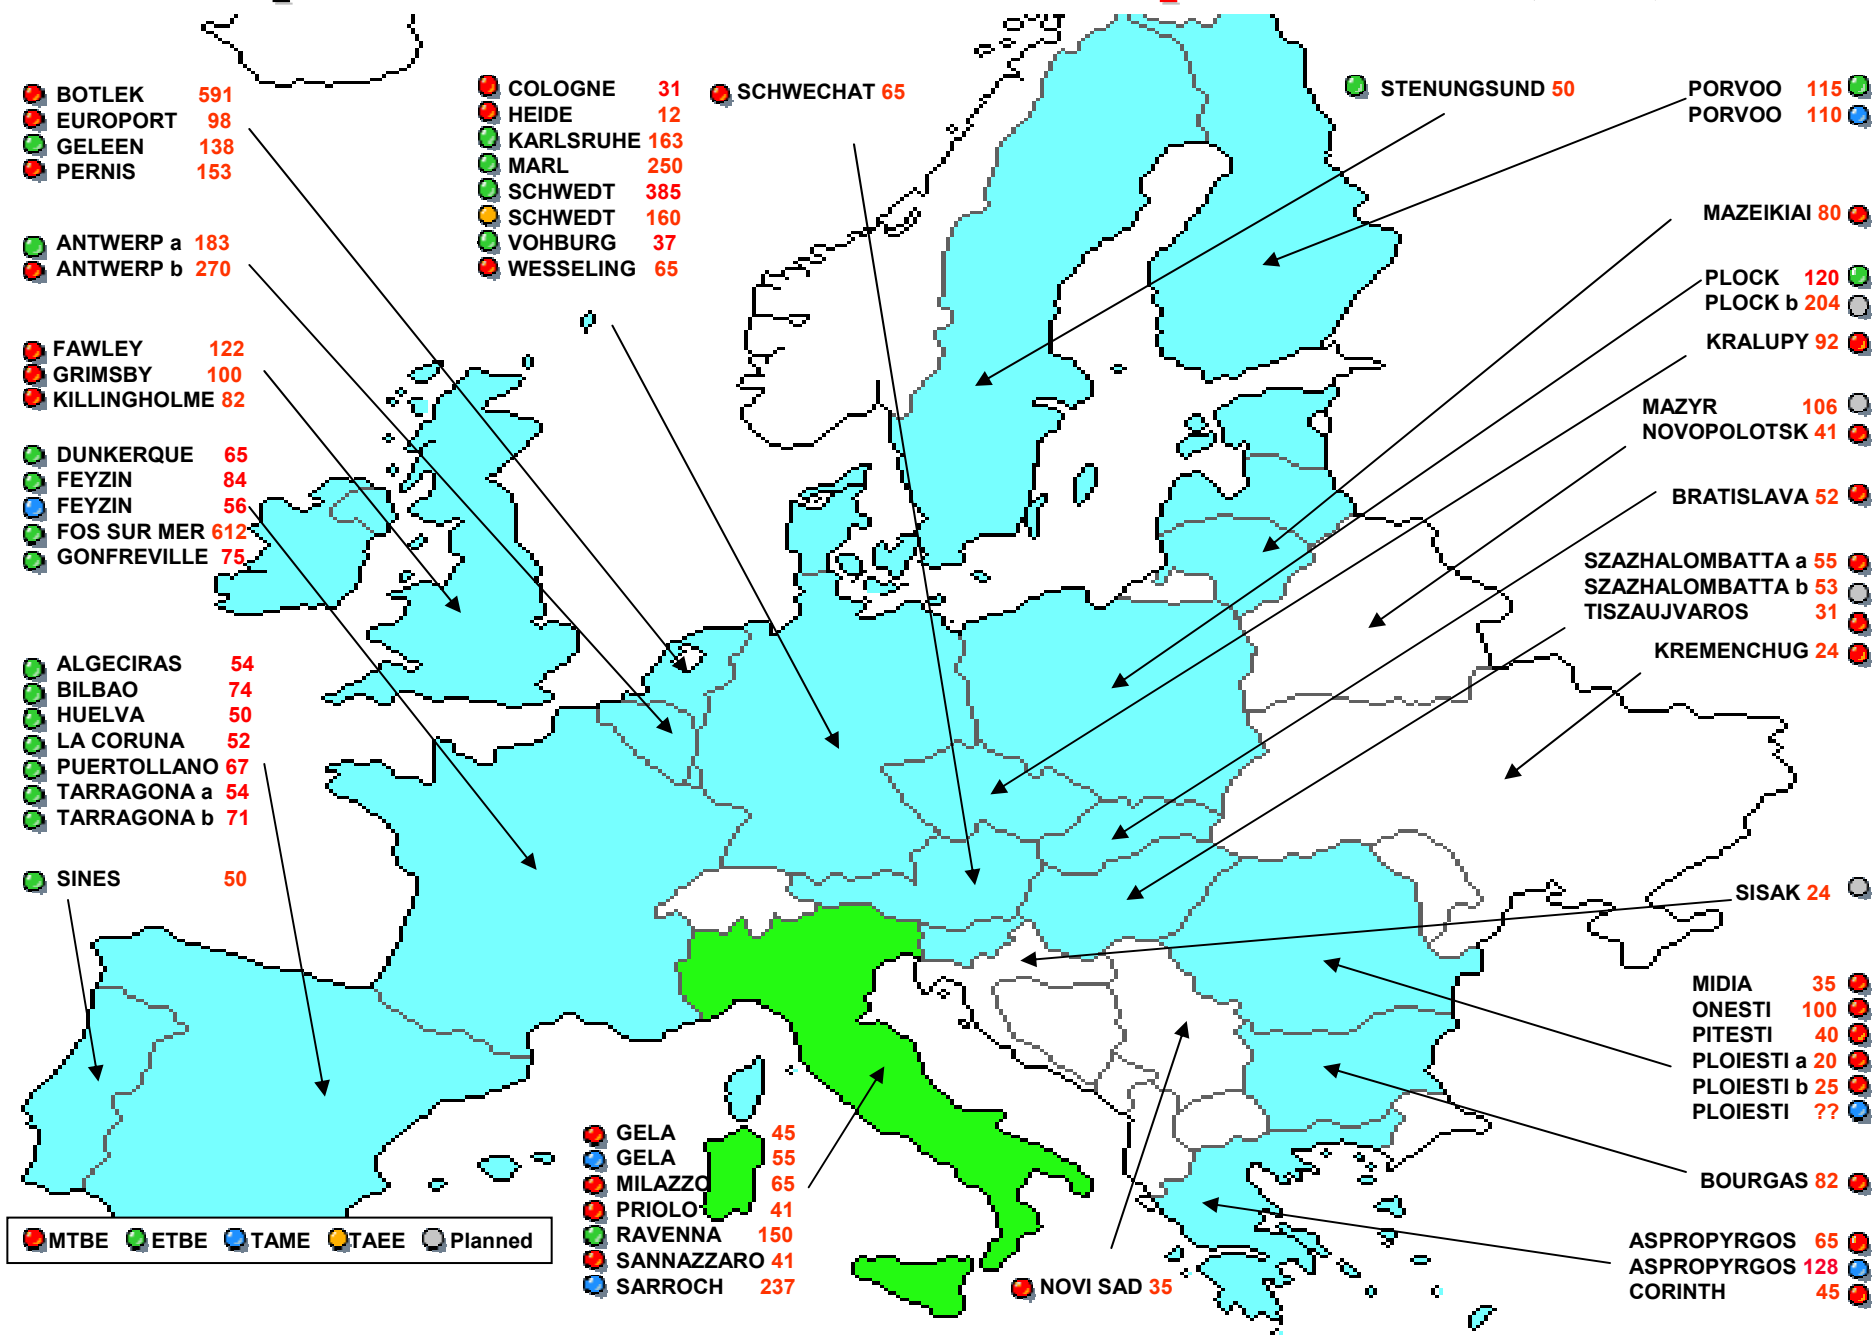 BOTLEK 591
EUROPORT 98
GELEEN 138
PERNIS 153
ANTWERP a 183
ANTWERP b 270
FAWLEY 122
GRIMSBY 100
KILLINGHOLME 82
DUNKERQUE 65
FEYZIN 84
FEYZIN 56
FOS SUR MER 612
GONFREVILLE 75
ALGECIRAS 54
BILBAO 74
HUELVA 50
LA CORUNA 52
PUERTOLLANO 67
TARRAGONA a 54
TARRAGONA b 71
SINES 50
COLOGNE 31
HEIDE 12
KARLSRUHE 163
MARL 250
SCHWEDT 385
SCHWEDT 160
VOHBURG 37
WESSELING 65
SCHWECHAT 65
STENUNGSUND 50
PORVOO 115
PORVOO 110
MAZEIKIAI 80
PLOCK 120
PLOCK b 204
KRALUPY 92
MAZYR 106
NOVOPOLOTSK 41
BRATISLAVA 52
SZAZHALOMBATTA a 55
SZAZHALOMBATTA b 53
TISZAUJVAROS 31
KREMENCHUG 24
SISAK 24
MIDIA 35
ONESTI 100
PITESTI 40
PLOIESTI a 20
PLOIESTI b 25
PLOIESTI ??
BOURGAS 82
ASPROPYRGOS 65
ASPROPYRGOS 128
CORINTH 45
GELA 45
GELA 55
MILAZZO 65
PRIOLO 41
RAVENNA 150
SANNAZZARO 41
SARROCH 237
NOVI SAD 35
MTBE ETBE TAME TAEE Planned